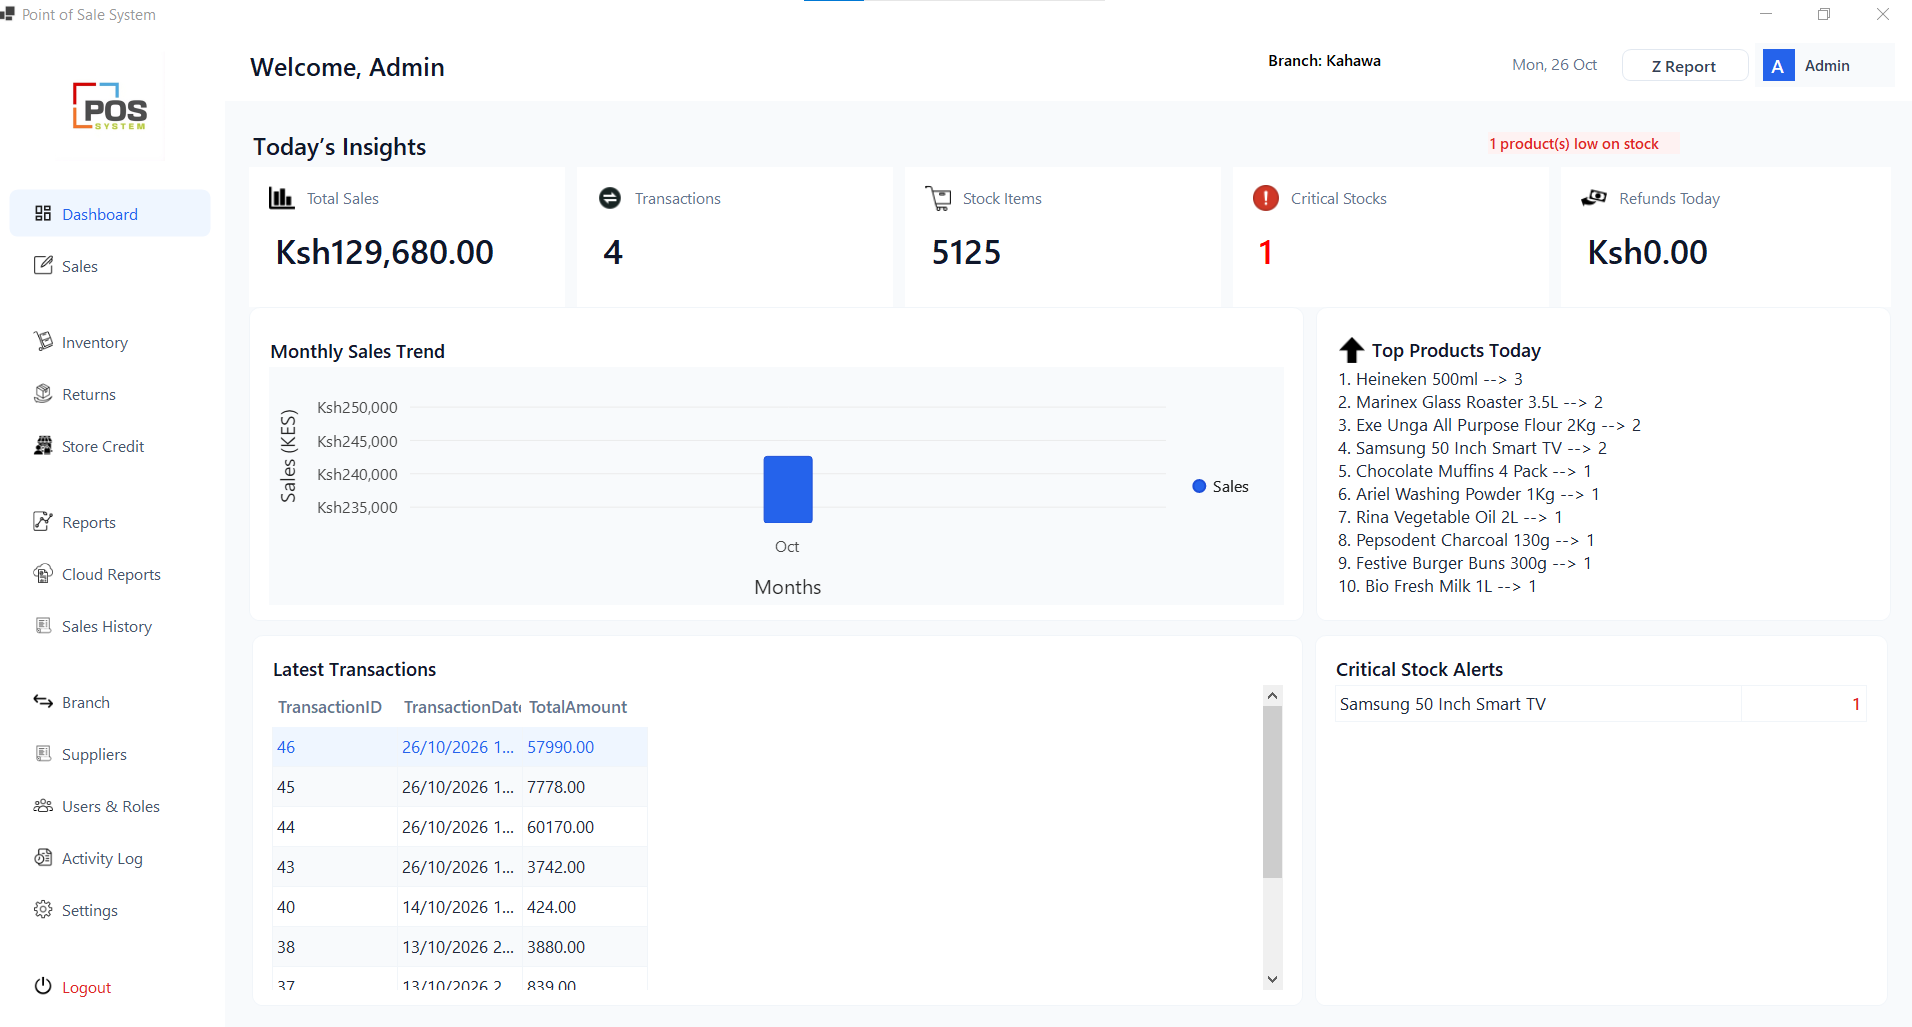 Point of Sale System
Welcome, Admin
Branch: Kahawa
Mon, 26 Oct
Z Report
A
Admin
POS
SYSTEM
Dashboard
Sales
Inventory
Returns
Store Credit
Reports
Cloud Reports
Sales History
Branch
Suppliers
Users & Roles
Activity Log
Settings
Logout
Today’s Insights
1 product(s) low on stock
Total Sales
Ksh129,680.00
Transactions
4
Stock Items
5125
Critical Stocks
1
Refunds Today
Ksh0.00
Monthly Sales Trend
Sales (KES)
Ksh250,000
Ksh245,000
Ksh240,000
Ksh235,000
Oct
Months
Sales
Top Products Today
1. Heineken 500ml --> 3
2. Marinex Glass Roaster 3.5L --> 2
3. Exe Unga All Purpose Flour 2Kg --> 2
4. Samsung 50 Inch Smart TV --> 2
5. Chocolate Muffins 4 Pack --> 1
6. Ariel Washing Powder 1Kg --> 1
7. Rina Vegetable Oil 2L --> 1
8. Pepsodent Charcoal 130g --> 1
9. Festive Burger Buns 300g --> 1
10. Bio Fresh Milk 1L --> 1
Latest Transactions
TransactionID TransactionDate TotalAmount
46 26/10/2026 1... 57990.00
45 26/10/2026 1... 7778.00
44 26/10/2026 1... 60170.00
43 26/10/2026 1... 3742.00
40 14/10/2026 1... 424.00
38 13/10/2026 2... 3880.00
37 13/10/2026 2 839.00
Critical Stock Alerts
Samsung 50 Inch Smart TV 1